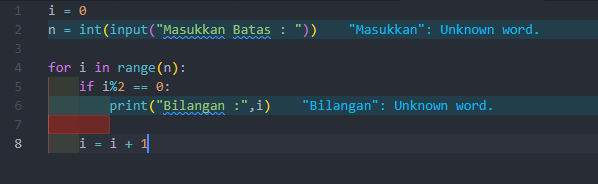 1 i = 0
2 n = int(input("Masukkan Batas : ")) "Masukkan": Unknown word.
3
4 for i in range(n):
5 if i%2 == 0:
6 print("Bilangan :",i) "Bilangan": Unknown word.
7
8 i = i + 1